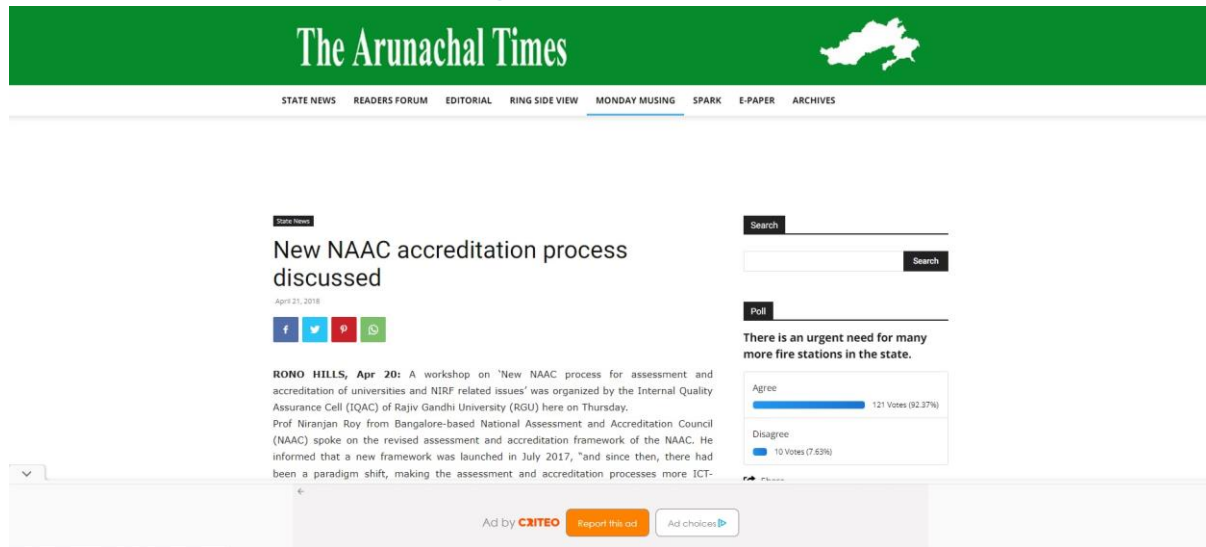 The Arunachal Times
STATE NEWS READERS FORUM EDITORIAL RING SIDE VIEW MONDAY MUSING SPARK E-PAPER ARCHIVES
State News
New NAAC accreditation process
discussed
April 21, 2018
RONO HILLS, Apr 20: A workshop on 'New NAAC process for assessment and
accreditation of universities and NIRF related issues' was organized by the Internal Quality
Assurance Cell (IQAC) of Rajiv Gandhi University (RGU) here on Thursday.
Prof Niranjan Roy from Bangalore-based National Assessment and Accreditation Council
(NAAC) spoke on the revised assessment and accreditation framework of the NAAC. He
informed that a new framework was launched in July 2017, "and since then, there had
been a paradigm shift, making the assessment and accreditation processes more ICT-
Search
Search
Poll
There is an urgent need for many
more fire stations in the state.
Agree
121 Votes (92.37%)
Disagree
10 Votes (7.63%)
Ad by CRITEO Report this ad Ad choices